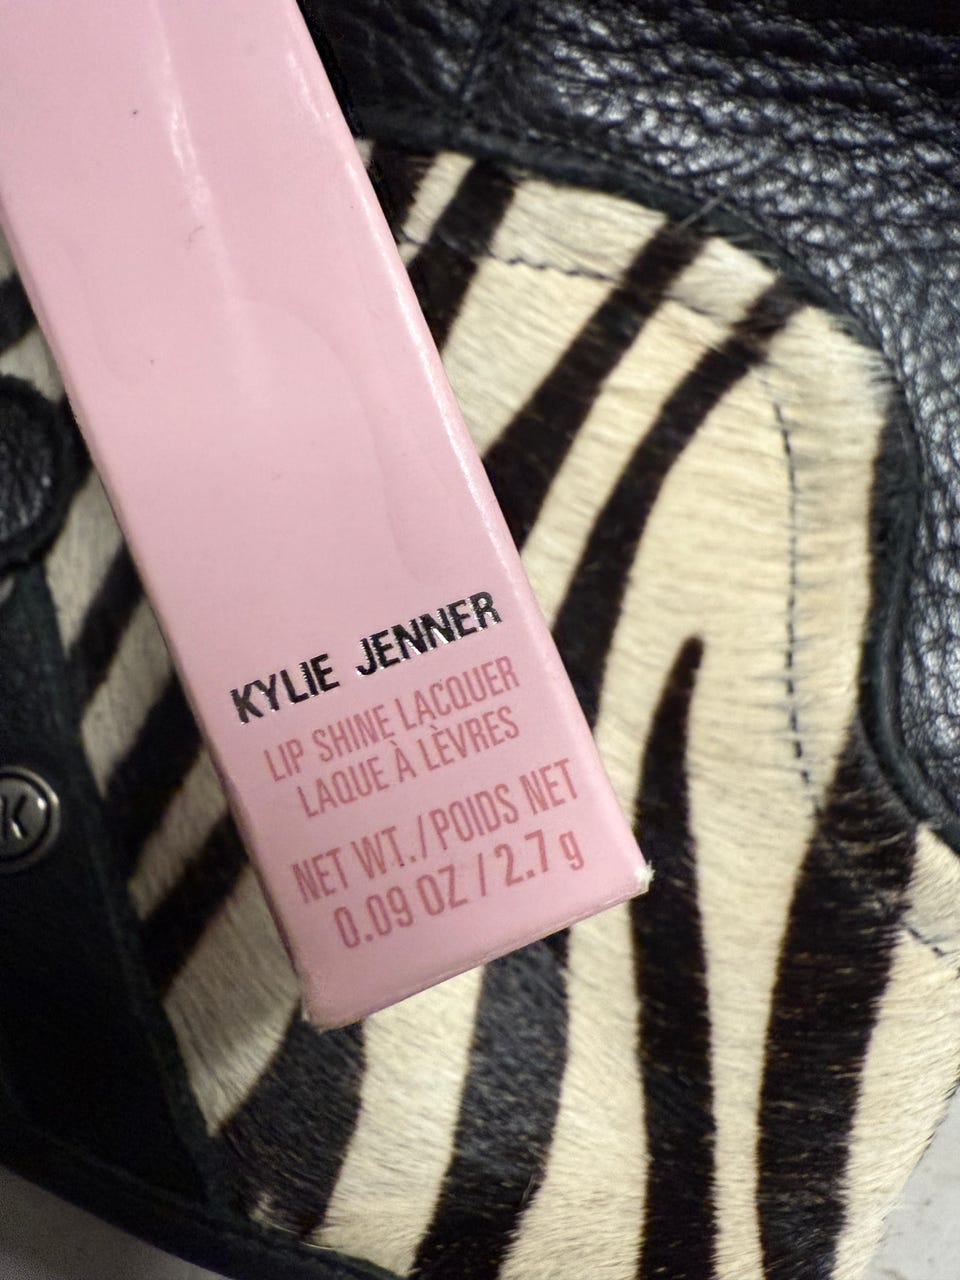 KYLIE JENNER
LIP SHINE LACQUER
LAQUE À LÈVRES
NET WT./POIDS NET
0.09 OZ / 2.7 g
K